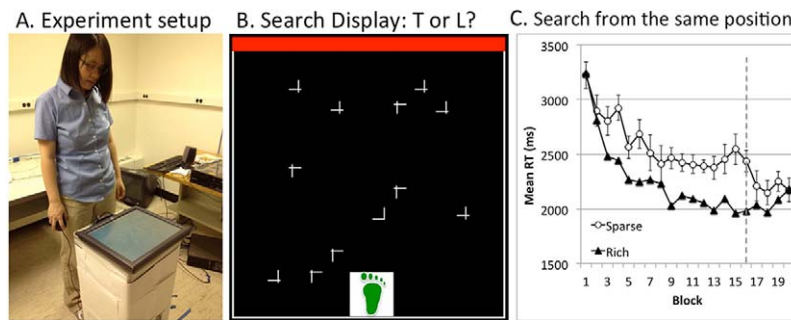 A. Experiment setup
B. Search Display: T or L?
C. Search from the same position
3500
3000
2500
2000
1500
Mean RT (ms)
Sparse
Rich
1 3 5 7 9 11 13 15 17 19
Block